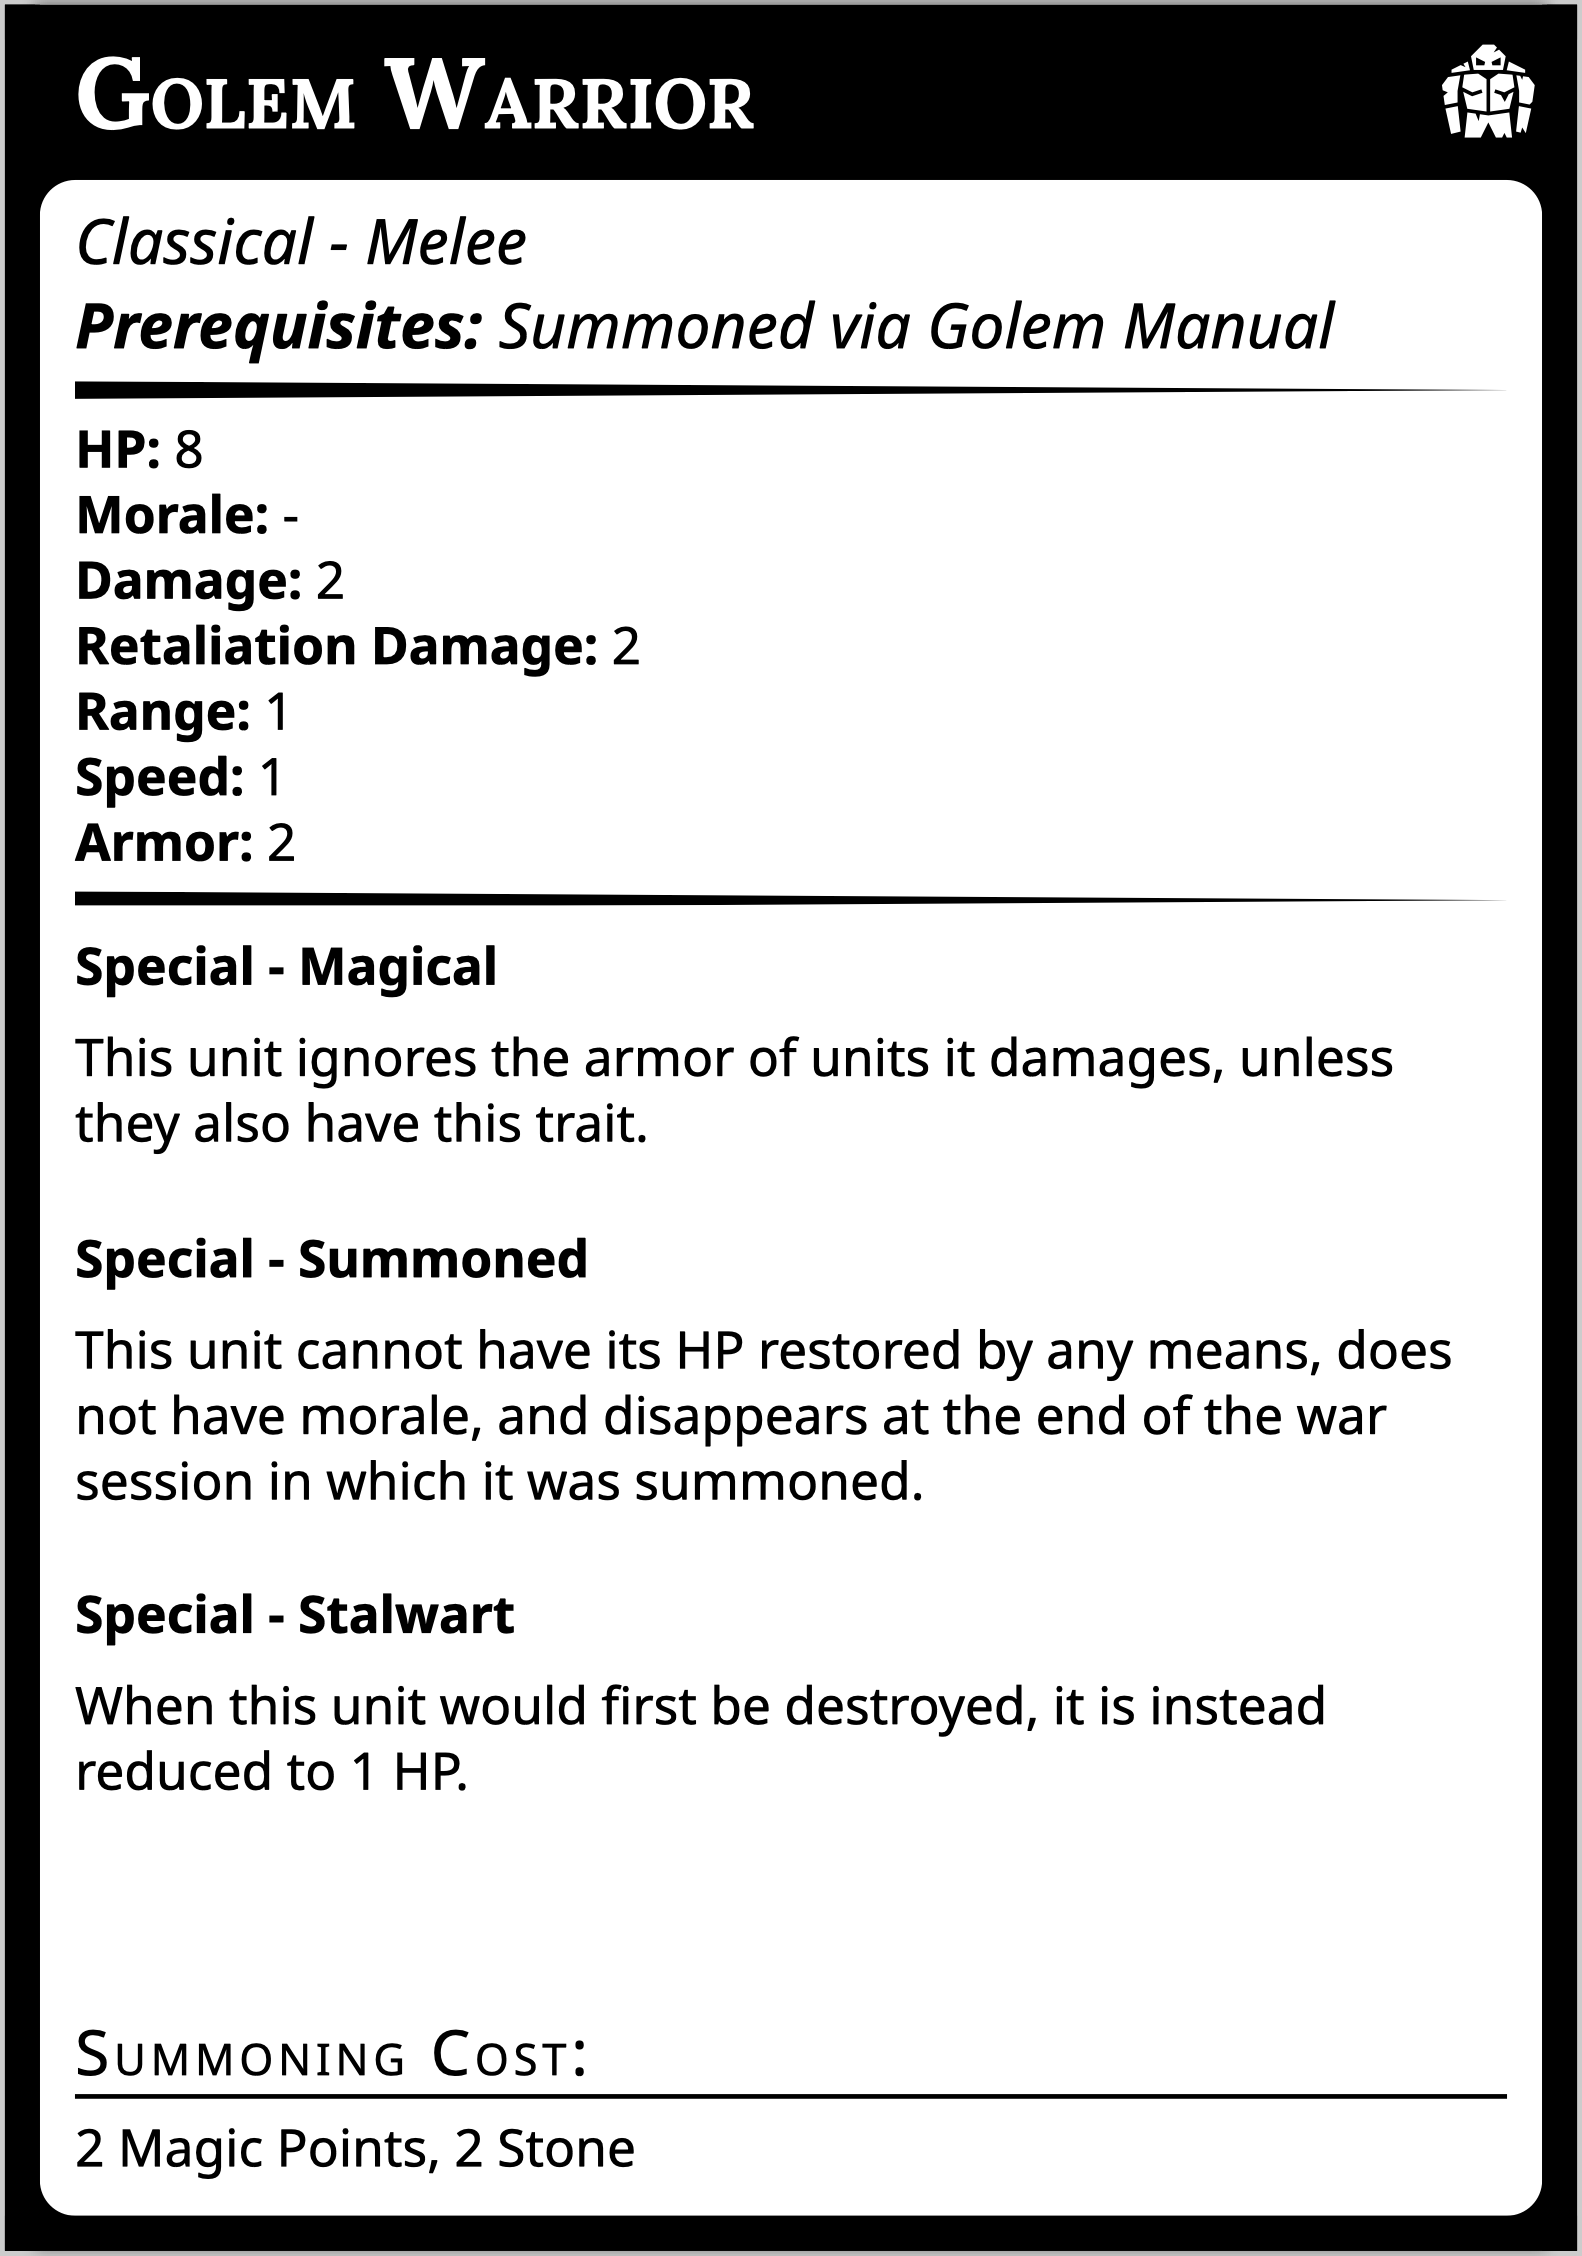 Golem Warrior
Classical - Melee
Prerequisites: Summoned via Golem Manual
HP: 8
Morale: -
Damage: 2
Retaliation Damage: 2
Range: 1
Speed: 1
Armor: 2
Special - Magical
This unit ignores the armor of units it damages, unless
they also have this trait.
Special - Summoned
This unit cannot have its HP restored by any means, does
not have morale, and disappears at the end of the war
session in which it was summoned.
Special - Stalwart
When this unit would first be destroyed, it is instead
reduced to 1 HP.
Summoning Cost:
2 Magic Points, 2 Stone